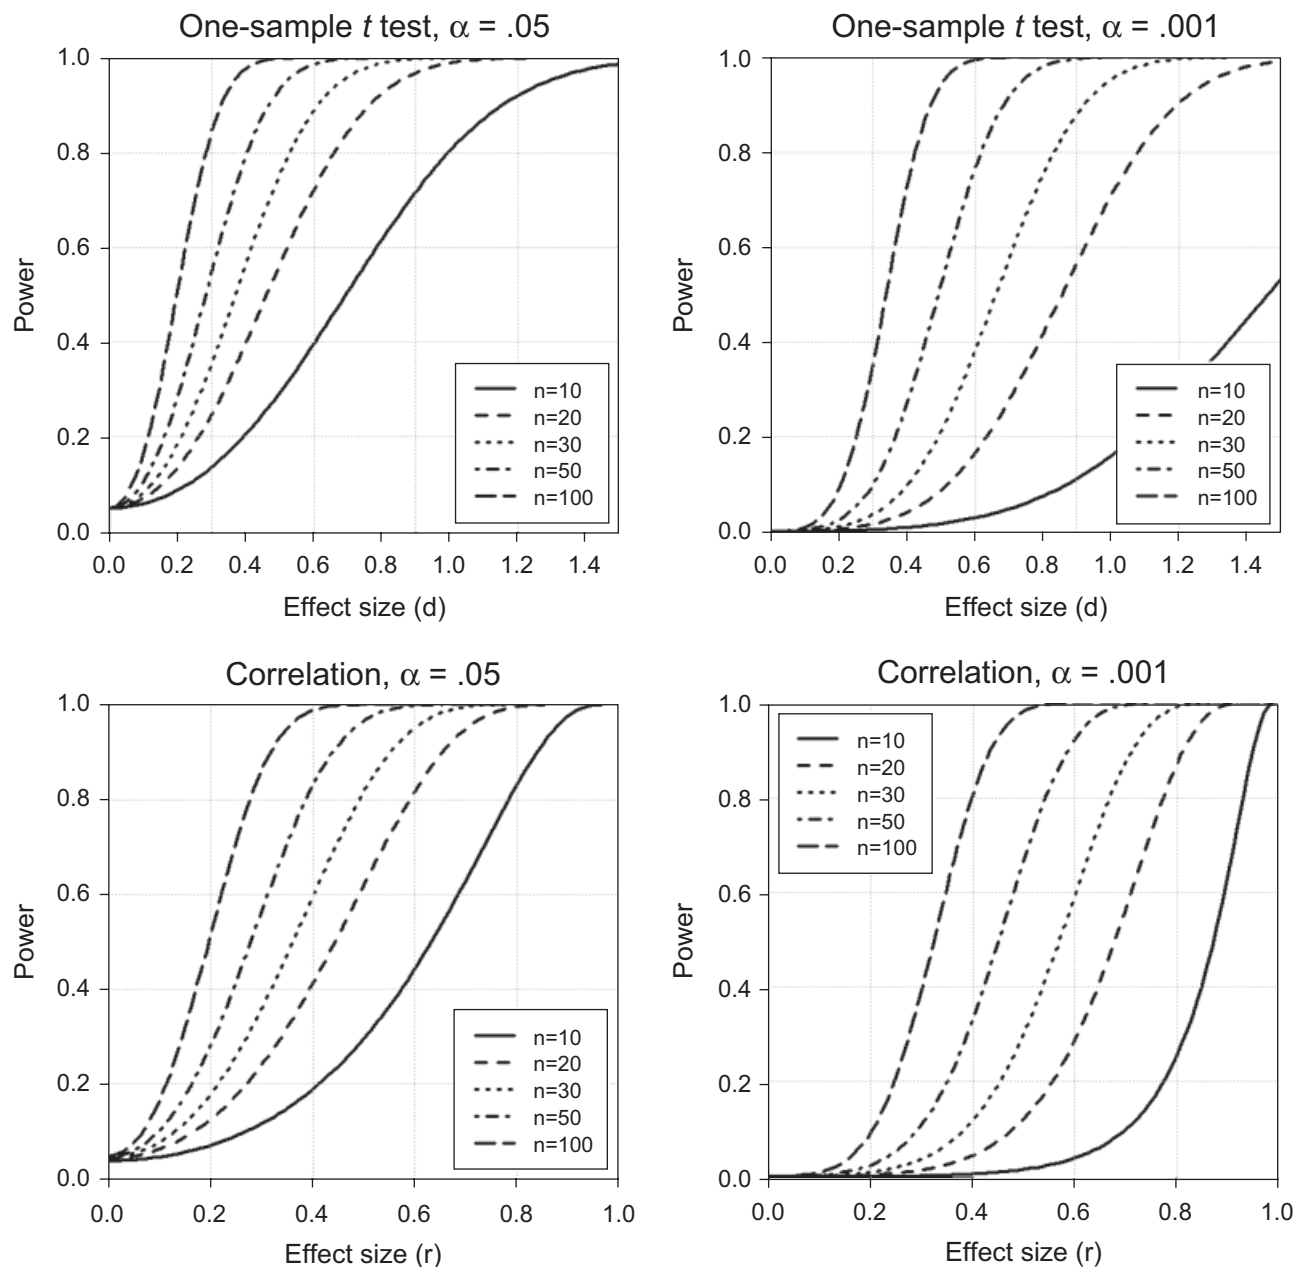 One-sample t test, α = .05
1.0
0.8
0.6
0.4
0.2
0.0
Power
n=10
n=20
n=30
n=50
n=100
0.0 0.2 0.4 0.6 0.8 1.0 1.2 1.4
Effect size (d)
One-sample t test, α = .001
1.0
0.8
0.6
0.4
0.2
0.0
Power
n=10
n=20
n=30
n=50
n=100
0.0 0.2 0.4 0.6 0.8 1.0 1.2 1.4
Effect size (d)
Correlation, α = .05
1.0
0.8
0.6
0.4
0.2
0.0
Power
n=10
n=20
n=30
n=50
n=100
0.0 0.2 0.4 0.6 0.8 1.0
Effect size (r)
Correlation, α = .001
1.0
0.8
0.6
0.4
0.2
0.0
Power
n=10
n=20
n=30
n=50
n=100
0.0 0.2 0.4 0.6 0.8 1.0
Effect size (r)